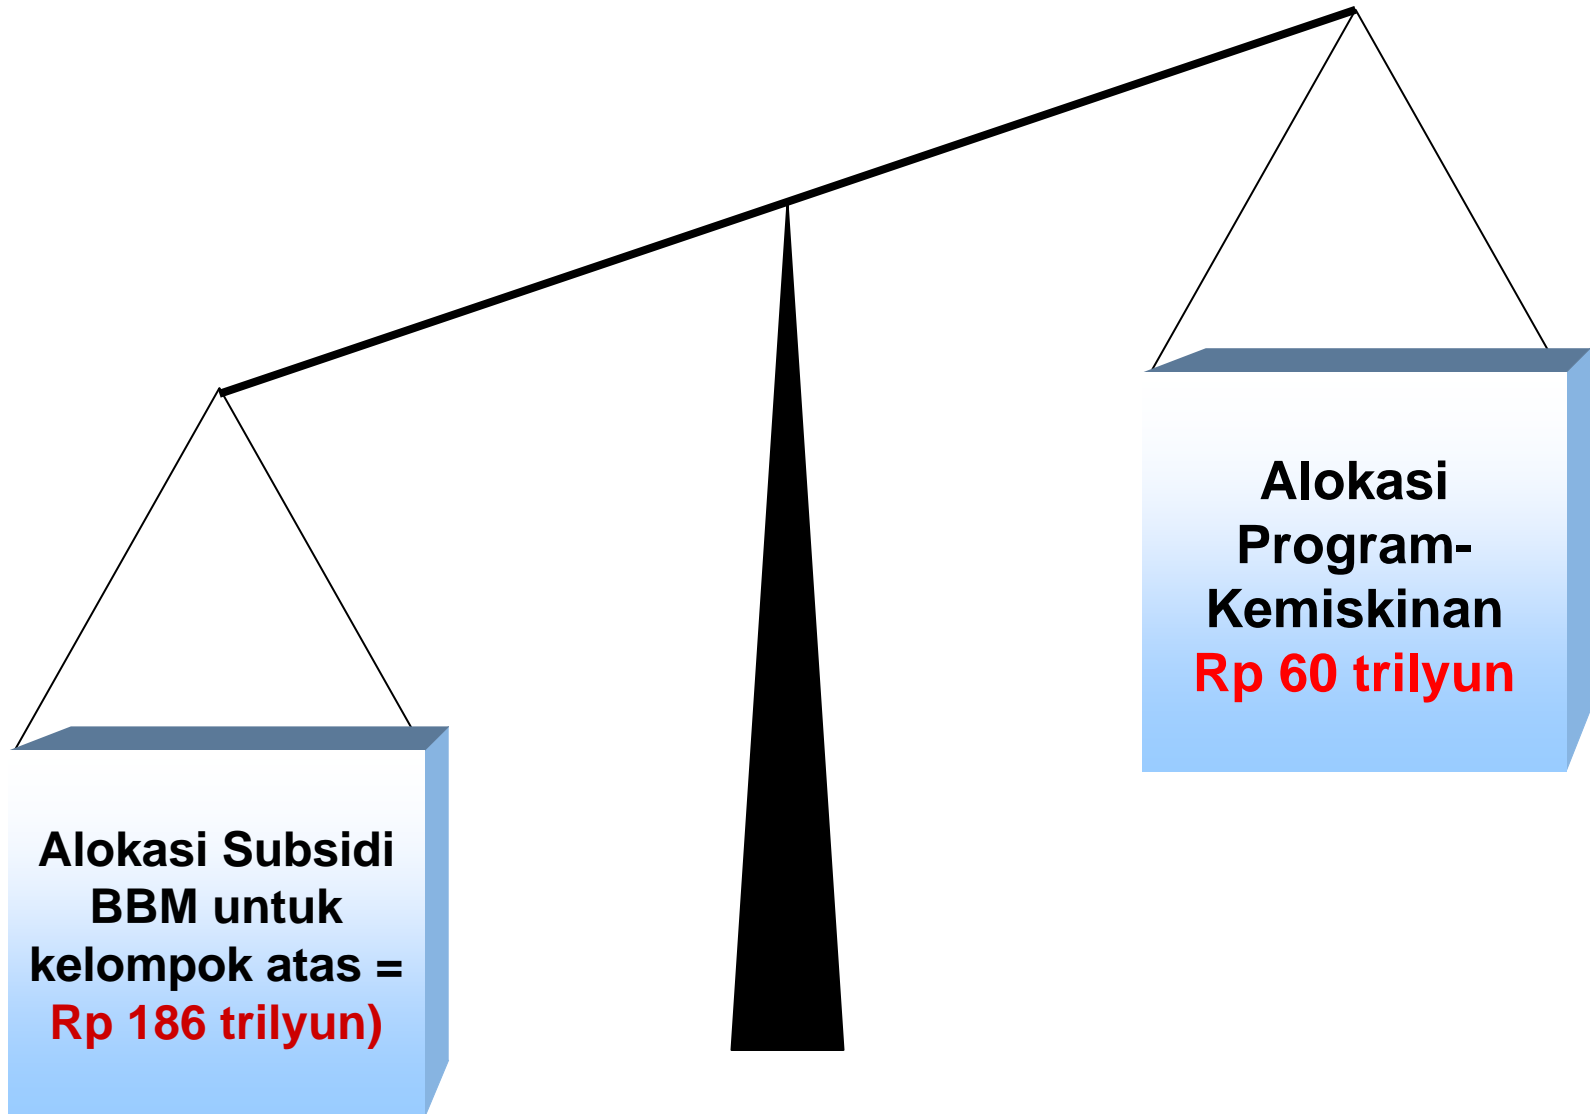 Alokasi Subsidi
BBM untuk
kelompok atas =
Rp 186 trilyun)
Alokasi
Program-
Kemiskinan
Rp 60 trilyun